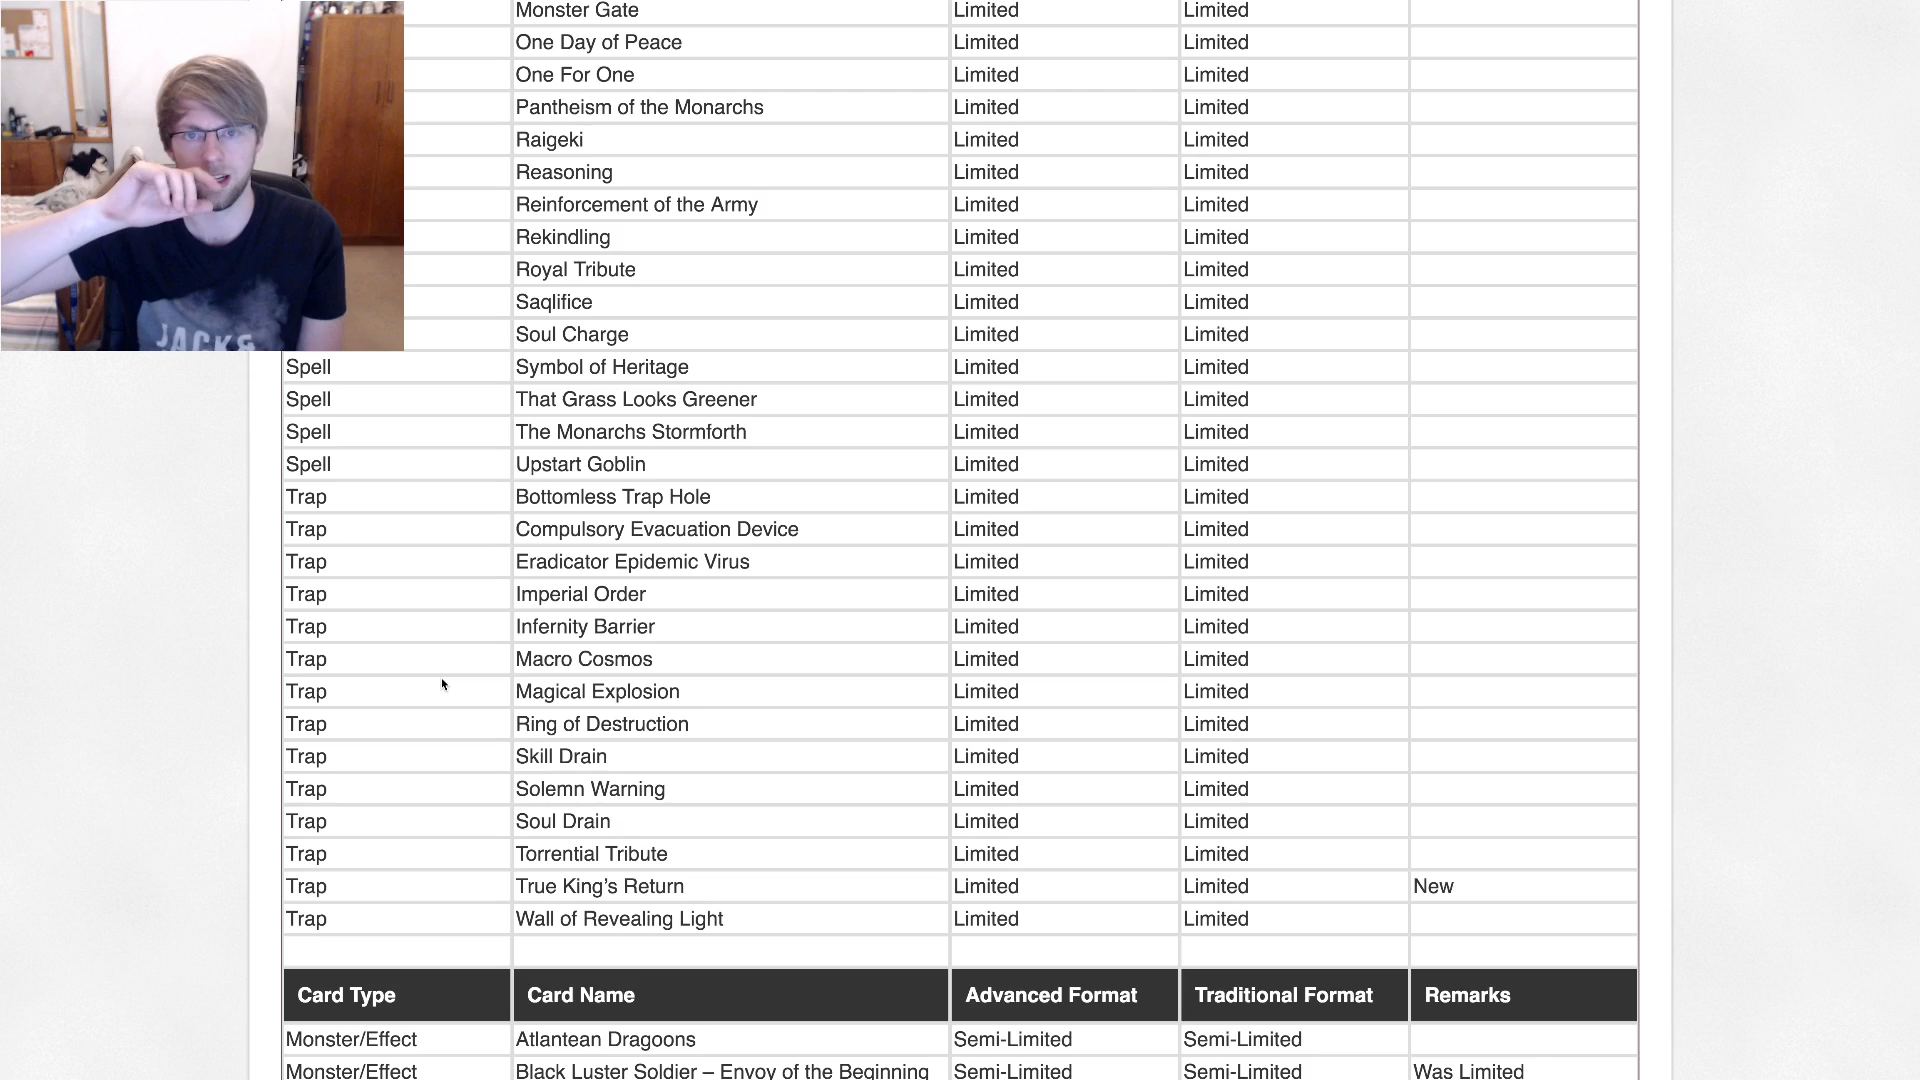 Monster Gate Limited Limited
One Day of Peace Limited Limited
One For One Limited Limited
Pantheism of the Monarchs Limited Limited
Raigeki Limited Limited
Reasoning Limited Limited
Reinforcement of the Army Limited Limited
Rekindling Limited Limited
Royal Tribute Limited Limited
Saqlifice Limited Limited
JACK&
Soul Charge Limited Limited
Spell Symbol of Heritage Limited Limited
Spell That Grass Looks Greener Limited Limited
Spell The Monarchs Stormforth Limited Limited
Spell Upstart Goblin Limited Limited
Trap Bottomless Trap Hole Limited Limited
Trap Compulsory Evacuation Device Limited Limited
Trap Eradicator Epidemic Virus Limited Limited
Trap Imperial Order Limited Limited
Trap Infernity Barrier Limited Limited
Trap Macro Cosmos Limited Limited
Trap Magical Explosion Limited Limited
Trap Ring of Destruction Limited Limited
Trap Skill Drain Limited Limited
Trap Solemn Warning Limited Limited
Trap Soul Drain Limited Limited
Trap Torrential Tribute Limited Limited
Trap True King’s Return Limited Limited New
Trap Wall of Revealing Light Limited Limited
Card Type Card Name Advanced Format Traditional Format Remarks
Monster/Effect Atlantean Dragoons Semi-Limited Semi-Limited
Monster/Effect Black Luster Soldier – Envoy of the Beginning Semi-Limited Semi-Limited Was Limited